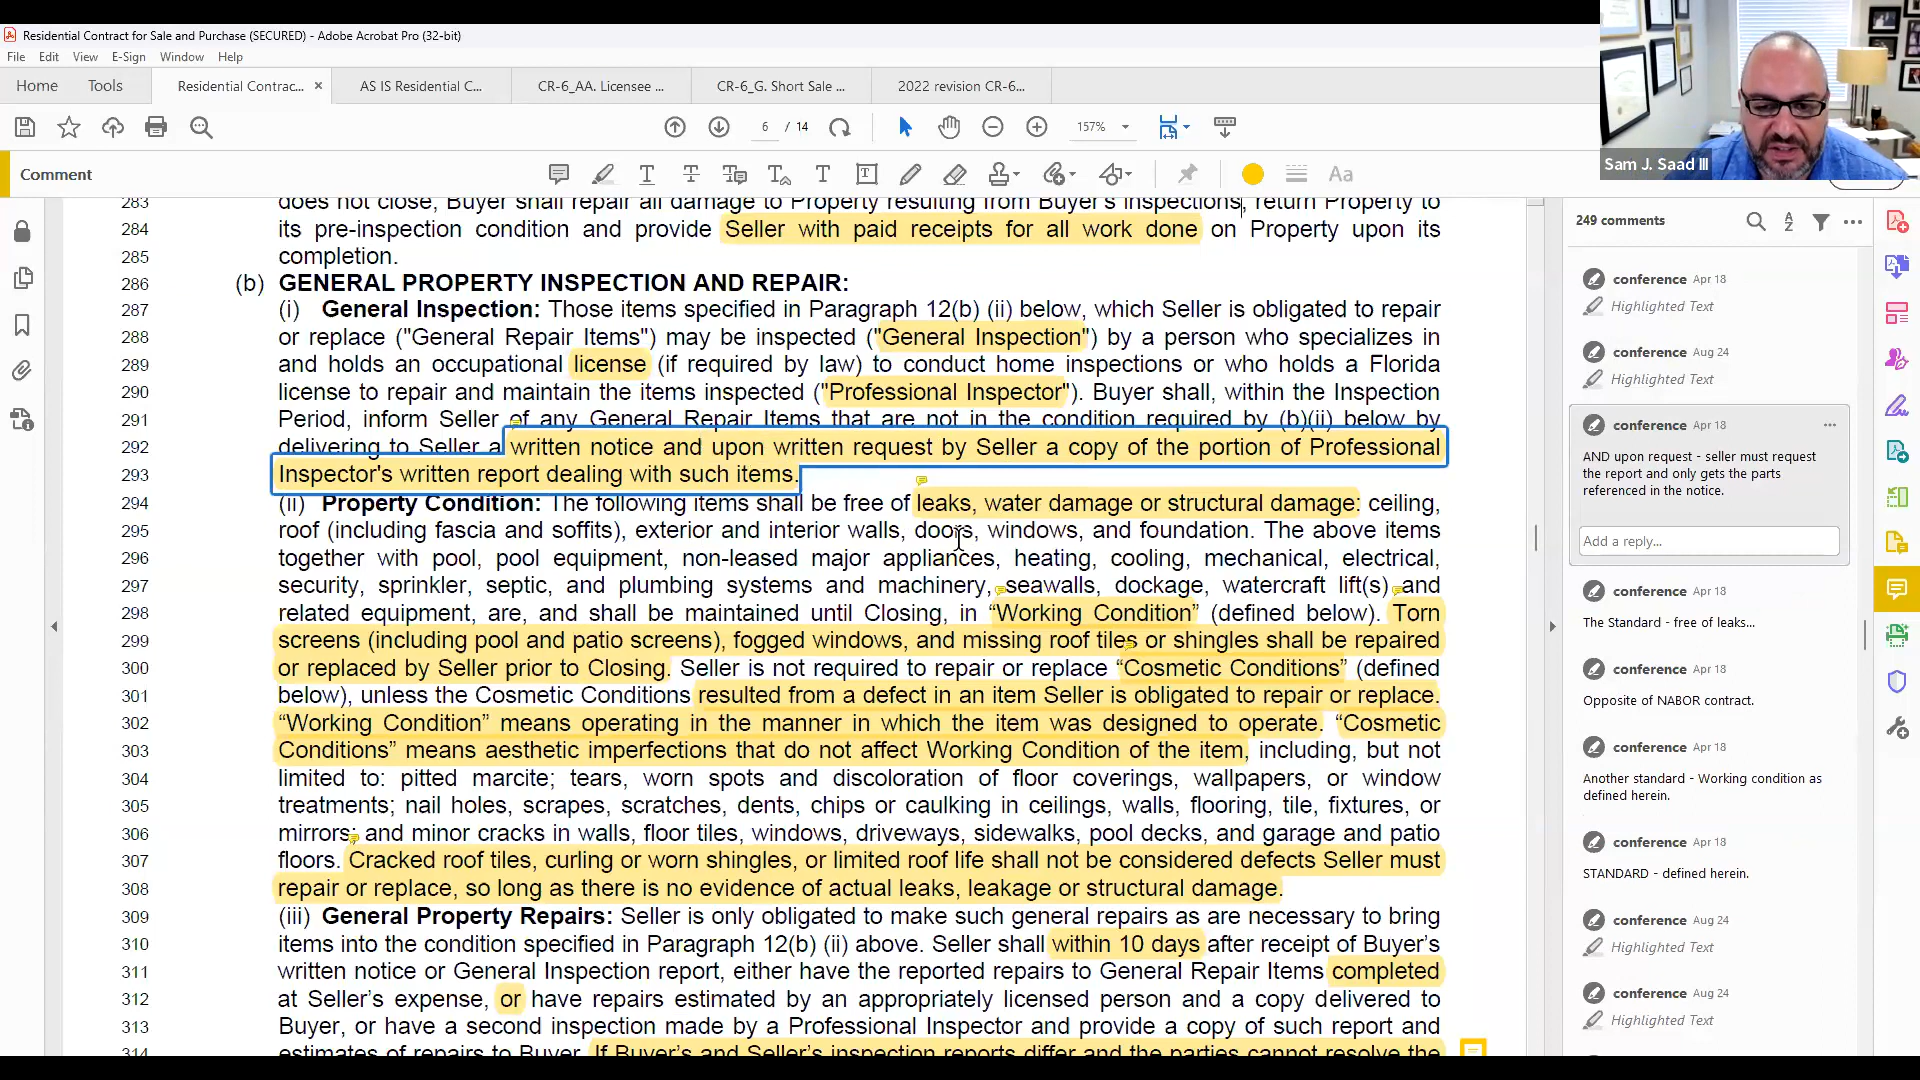 Residential Contract for Sale and Purchase (SECURED) - Adobe Acrobat Pro (32-bit)
File Edit View E-Sign Window Help
Home Tools Residential Contrac... × AS IS Residential C... CR-6_AA. Licensee ... CR-6_G. Short Sale ... 2022 revision CR-6...
6 / 14 157%
Sam J. Saad III
Comment
Aa
283 does not close, Buyer shall repair all damage to Property resulting from Buyer's inspections, return Property to
284 its pre-inspection condition and provide Seller with paid receipts for all work done on Property upon its
285 completion.
286 (b) GENERAL PROPERTY INSPECTION AND REPAIR:
287 (i) General Inspection: Those items specified in Paragraph 12(b) (ii) below, which Seller is obligated to repair
288 or replace ("General Repair Items") may be inspected ("General Inspection") by a person who specializes in
289 and holds an occupational license (if required by law) to conduct home inspections or who holds a Florida
290 license to repair and maintain the items inspected ("Professional Inspector"). Buyer shall, within the Inspection
291 Period, inform Seller of any General Repair Items that are not in the condition required by (b)(ii) below by
292 delivering to Seller a written notice and upon written request by Seller a copy of the portion of Professional
293 Inspector's written report dealing with such items.
294 (ii) Property Condition: The following items shall be free of leaks, water damage or structural damage: ceiling,
295 roof (including fascia and soffits), exterior and interior walls, doors, windows, and foundation. The above items
296 together with pool, pool equipment, non-leased major appliances, heating, cooling, mechanical, electrical,
297 security, sprinkler, septic, and plumbing systems and machinery, seawalls, dockage, watercraft lift(s) and
298 related equipment, are, and shall be maintained until Closing, in “Working Condition” (defined below). Torn
299 screens (including pool and patio screens), fogged windows, and missing roof tiles or shingles shall be repaired
300 or replaced by Seller prior to Closing. Seller is not required to repair or replace “Cosmetic Conditions” (defined
301 below), unless the Cosmetic Conditions resulted from a defect in an item Seller is obligated to repair or replace.
302 “Working Condition” means operating in the manner in which the item was designed to operate. “Cosmetic
303 Conditions” means aesthetic imperfections that do not affect Working Condition of the item, including, but not
304 limited to: pitted marcite; tears, worn spots and discoloration of floor coverings, wallpapers, or window
305 treatments; nail holes, scrapes, scratches, dents, chips or caulking in ceilings, walls, flooring, tile, fixtures, or
306 mirrors; and minor cracks in walls, floor tiles, windows, driveways, sidewalks, pool decks, and garage and patio
307 floors. Cracked roof tiles, curling or worn shingles, or limited roof life shall not be considered defects Seller must
308 repair or replace, so long as there is no evidence of actual leaks, leakage or structural damage.
309 (iii) General Property Repairs: Seller is only obligated to make such general repairs as are necessary to bring
310 items into the condition specified in Paragraph 12(b) (ii) above. Seller shall within 10 days after receipt of Buyer’s
311 written notice or General Inspection report, either have the reported repairs to General Repair Items completed
312 at Seller’s expense, or have repairs estimated by an appropriately licensed person and a copy delivered to
313 Buyer, or have a second inspection made by a Professional Inspector and provide a copy of such report and
314 estimates of repairs to Buyer. If Buyer’s and Seller’s inspection reports differ and the parties cannot resolve the
249 comments
conference Apr 18
Highlighted Text
conference Aug 24
Highlighted Text
conference Apr 18 ...
AND upon request - seller must request
the report and only gets the parts
referenced in the notice.
Add a reply...
conference Apr 18
The Standard - free of leaks...
conference Apr 18
Opposite of NABOR contract.
conference Apr 18
Another standard - Working condition as
defined herein.
conference Apr 18
STANDARD - defined herein.
conference Aug 24
Highlighted Text
conference Aug 24
Highlighted Text